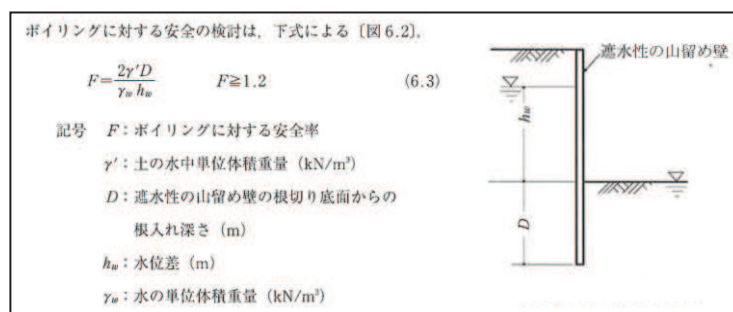 ボイリングに対する安全の検討は，下式による〔図6.2〕．
F=2γ′D/γw hw　F≧1.2　(6.3)
記号　F：ボイリングに対する安全率
γ′：土の水中単位体積重量（kN/m³）
D：遮水性の山留め壁の根切り底面からの
根入れ深さ（m）
hw：水位差（m）
γw：水の単位体積重量（kN/m³）
遮水性の山留め壁
hw
D